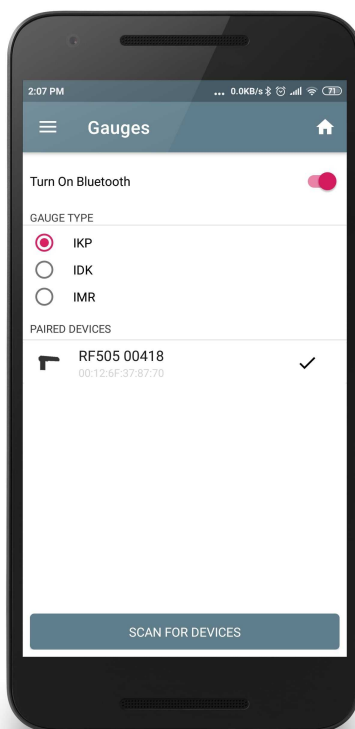 2:07 PM ... 0.0KB/s 71
Gauges
Turn On Bluetooth
GAUGE TYPE
IKP
IDK
IMR
PAIRED DEVICES
RF505 00418
00:12:6F:37:87:70
SCAN FOR DEVICES